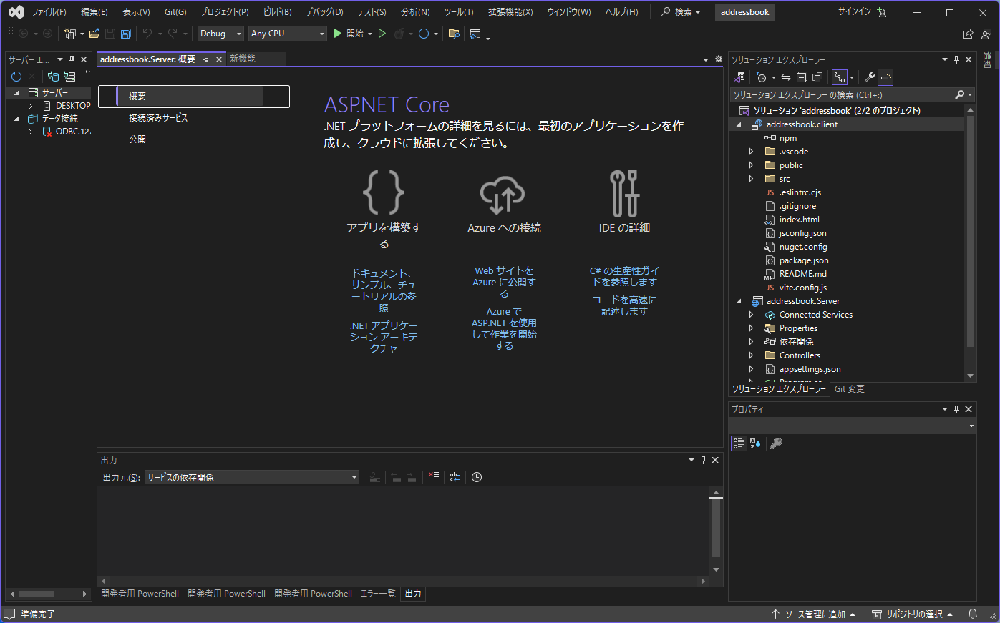 ファイル(F) 編集(E) 表示(V) Git(G) プロジェクト(P) ビルド(B) デバッグ(D) テスト(S) 分析(N) ツール(T) 拡張機能(X) ウィンドウ(W) ヘルプ(H) 検索 addressbook サインイン
Debug Any CPU 開始
サーバー エ...
サーバー
DESKTOP
データ接続
ODBC.127
addressbook.Server: 概要 新機能
概要
接続済みサービス
公開
ASP.NET Core
.NET プラットフォームの詳細を見るには、最初のアプリケーションを作
成し、クラウドに拡張してください。
アプリを構築す
る
ドキュメント、
サンプル、チュ
ートリアルの参
照
.NET アプリケー
ション アーキテ
クチャ
Azure への接続
Web サイトを
Azure に公開す
る
Azure で
ASP.NET を使用
して作業を開始
する
IDE の詳細
C# の生産性ガイ
ドを参照します
コードを高速に
記述します
出力
出力元(S): サービスの依存関係
開発者用 PowerShell 開発者用 PowerShell 開発者用 PowerShell エラー一覧 出力
ソリューション エクスプローラー
ソリューション エクスプローラー の検索 (Ctrl+:)
ソリューション 'addressbook' (2/2 のプロジェクト)
addressbook.client
npm
.vscode
public
src
JS .eslintrc.cjs
.gitignore
index.html
jsconfig.json
nuget.config
package.json
README.md
JS vite.config.js
addressbook.Server
Connected Services
Properties
依存関係
Controllers
appsettings.json
C# Program.cs
ソリューション エクスプローラー Git 変更
プロパティ
通知
準備完了 ソース管理に追加 リポジトリの選択